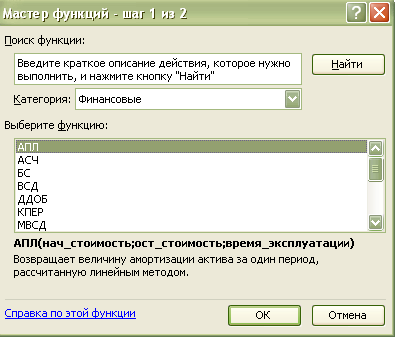 Мастер функций - шаг 1 из 2
Поиск функции:
Введите краткое описание действия, которое нужно
выполнить, и нажмите кнопку "Найти"
Найти
Категория: Финансовые
Выберите функцию:
АПЛ
АСЧ
БС
ВСД
ДДОБ
КПЕР
МВСД
АПЛ(нач_стоимость;ост_стоимость;время_эксплуатации)
Возвращает величину амортизации актива за один период,
рассчитанную линейным методом.
Справка по этой функции
ОК
Отмена